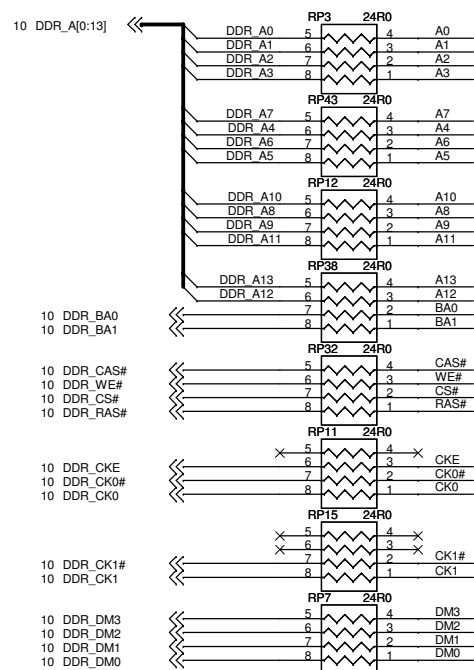 RP3 24R0
10 DDR_A[0:13]
DDR_A0 5 4 A0
DDR_A1 6 3 A1
DDR_A2 7 2 A2
DDR_A3 8 1 A3
RP43 24R0
DDR_A7 5 4 A7
DDR_A4 6 3 A4
DDR_A6 7 2 A6
DDR_A5 8 1 A5
RP12 24R0
DDR_A10 5 4 A10
DDR_A8 6 3 A8
DDR_A9 7 2 A9
DDR_A11 8 1 A11
RP38 24R0
DDR_A13 5 4 A13
DDR_A12 6 3 A12
10 DDR_BA0 7 2 BA0
10 DDR_BA1 8 1 BA1
RP32 24R0
10 DDR_CAS# 5 4 CAS#
10 DDR_WE# 6 3 WE#
10 DDR_CS# 7 2 CS#
10 DDR_RAS# 8 1 RAS#
RP11 24R0
5 4
10 DDR_CKE 6 3 CKE
10 DDR_CK0# 7 2 CK0#
10 DDR_CK0 8 1 CK0
RP15 24R0
5 4
6 3
10 DDR_CK1# 7 2 CK1#
10 DDR_CK1 8 1 CK1
RP7 24R0
10 DDR_DM3 5 4 DM3
10 DDR_DM2 6 3 DM2
10 DDR_DM1 7 2 DM1
10 DDR_DM0 8 1 DM0